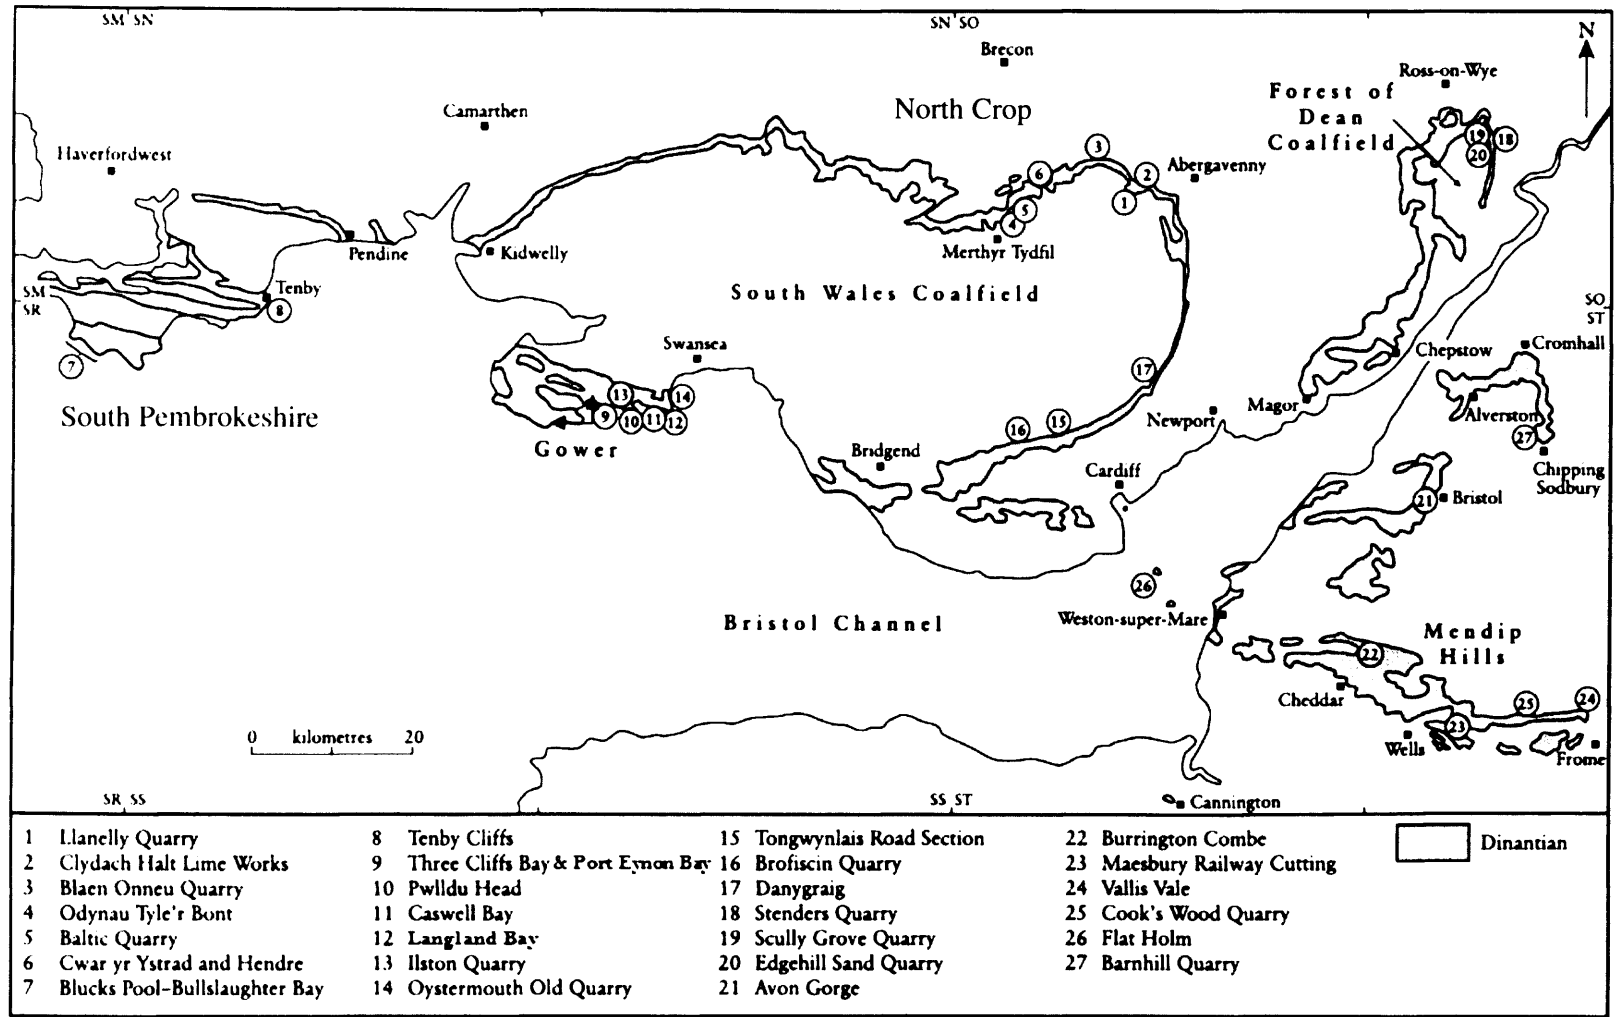 SM SN
SN SO
N
Brecon
Ross-on-Wye
Forest of
Dean
Coalfield
Camarthen
North Crop
Haverfordwest
3
19
18
20
6
2
Abergavenny
1
5
4
Pendine
Kidwelly
Merthyr Tydfil
SM
SR
Tenby
8
South Wales Coalfield
SO
ST
7
Swansea
Chepstow
Cromhall
17
13
14
South Pembrokeshire
9
10
11
12
Gower
16
15
Newport
Magor
Alverston
27
Bridgend
Cardiff
Chipping
Sodbury
21
Bristol
26
Weston-super-Mare
Bristol Channel
Mendip
Hills
22
Cheddar
25
24
23
Wells
Frome
0 kilometres 20
SR SS
SS ST
Cannington
1 Llanelly Quarry
2 Clydach Halt Lime Works
3 Blaen Onneu Quarry
4 Odynau Tyle'r Bont
5 Baltic Quarry
6 Cwar yr Ystrad and Hendre
7 Blucks Pool-Bullslaughter Bay
8 Tenby Cliffs
9 Three Cliffs Bay & Port Eynon Bay
10 Pwlldu Head
11 Caswell Bay
12 Langland Bay
13 Ilston Quarry
14 Oystermouth Old Quarry
15 Tongwynlais Road Section
16 Brofiscin Quarry
17 Danygraig
18 Stenders Quarry
19 Scully Grove Quarry
20 Edgehill Sand Quarry
21 Avon Gorge
22 Burrington Combe
23 Maesbury Railway Cutting
24 Vallis Vale
25 Cook's Wood Quarry
26 Flat Holm
27 Barnhill Quarry
Dinantian